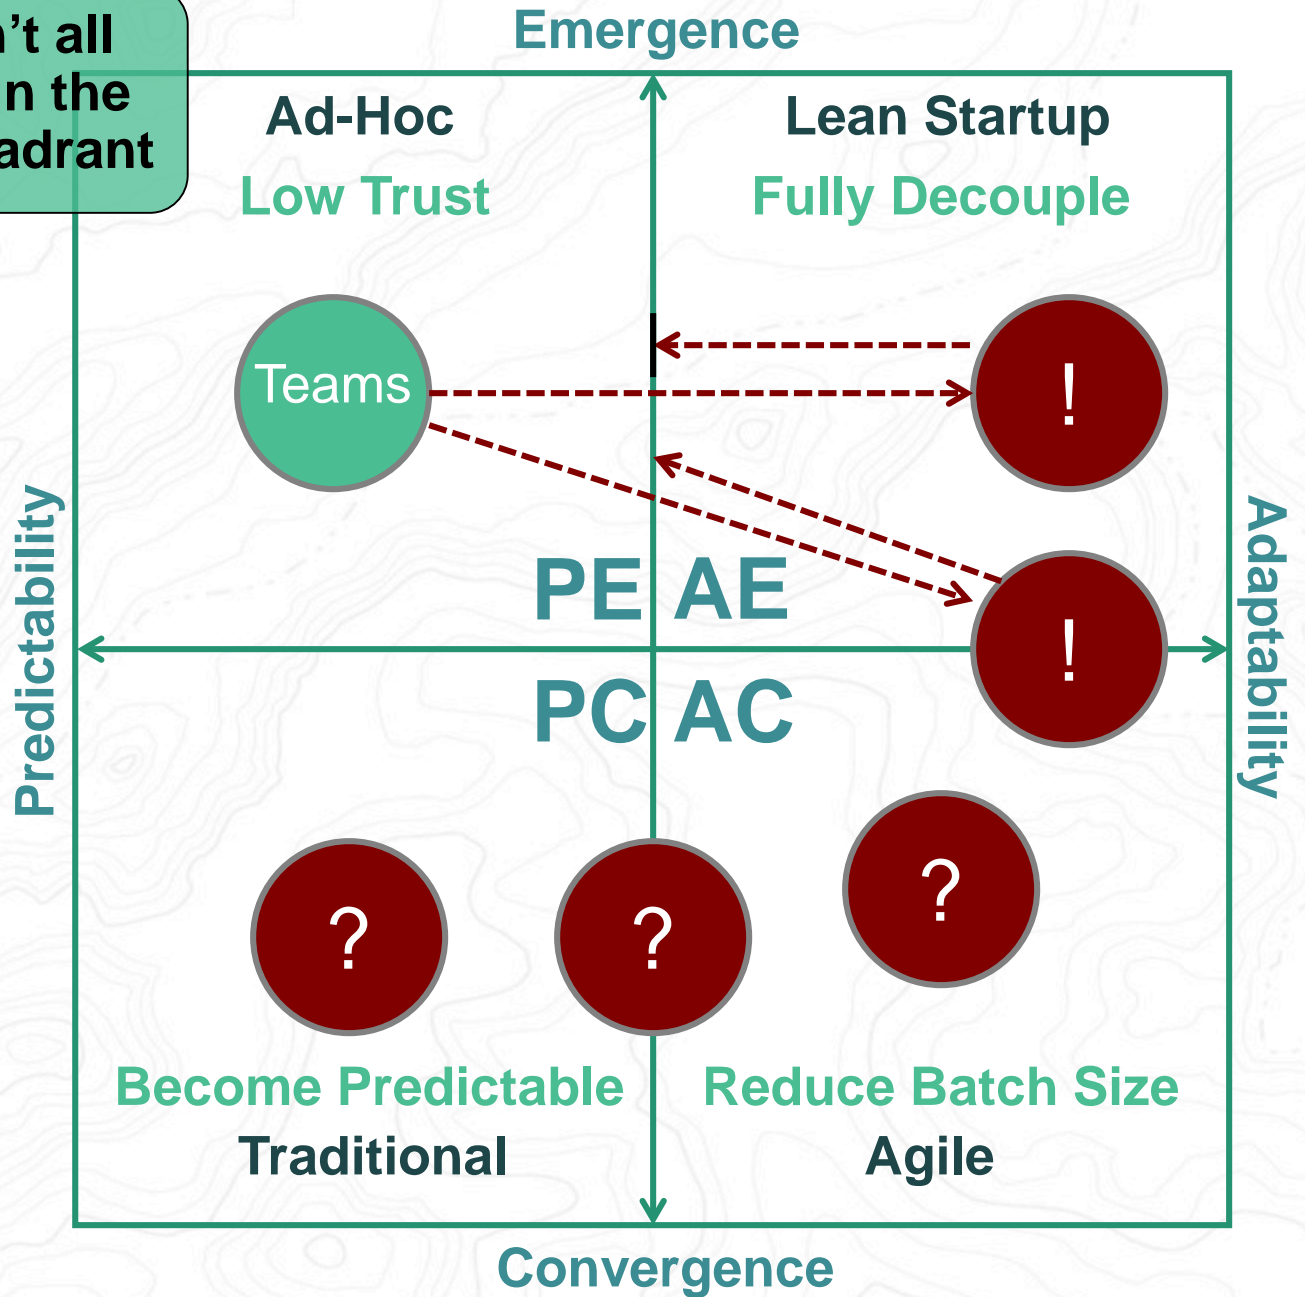 ’t all
n the
adrant
Emergence
Ad-Hoc
Low Trust
Lean Startup
Fully Decouple
Teams
!
!
Predictability
Adaptability
PE AE
PC AC
?
?
?
Become Predictable
Traditional
Reduce Batch Size
Agile
Convergence